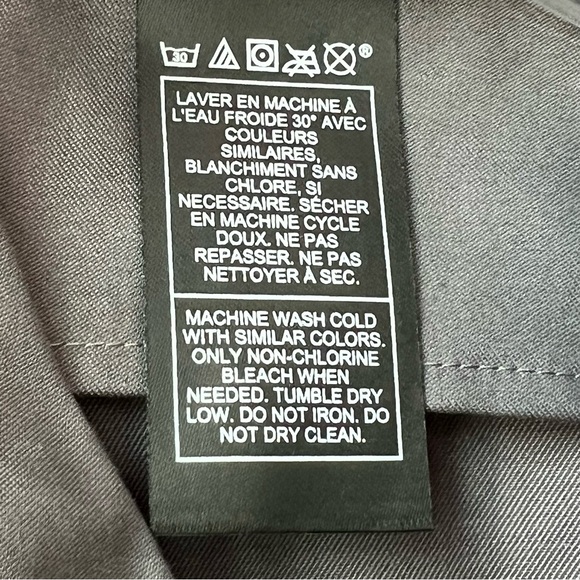 30 ®
LAVER EN MACHINE À
L'EAU FROIDE 30° AVEC
COULEURS
SIMILAIRES,
BLANCHIMENT SANS
CHLORE, SI
NECESSAIRE. SÉCHER
EN MACHINE CYCLE
DOUX. NE PAS
REPASSER. NE PAS
NETTOYER À SEC.
MACHINE WASH COLD
WITH SIMILAR COLORS.
ONLY NON-CHLORINE
BLEACH WHEN
NEEDED. TUMBLE DRY
LOW. DO NOT IRON. DO
NOT DRY CLEAN.